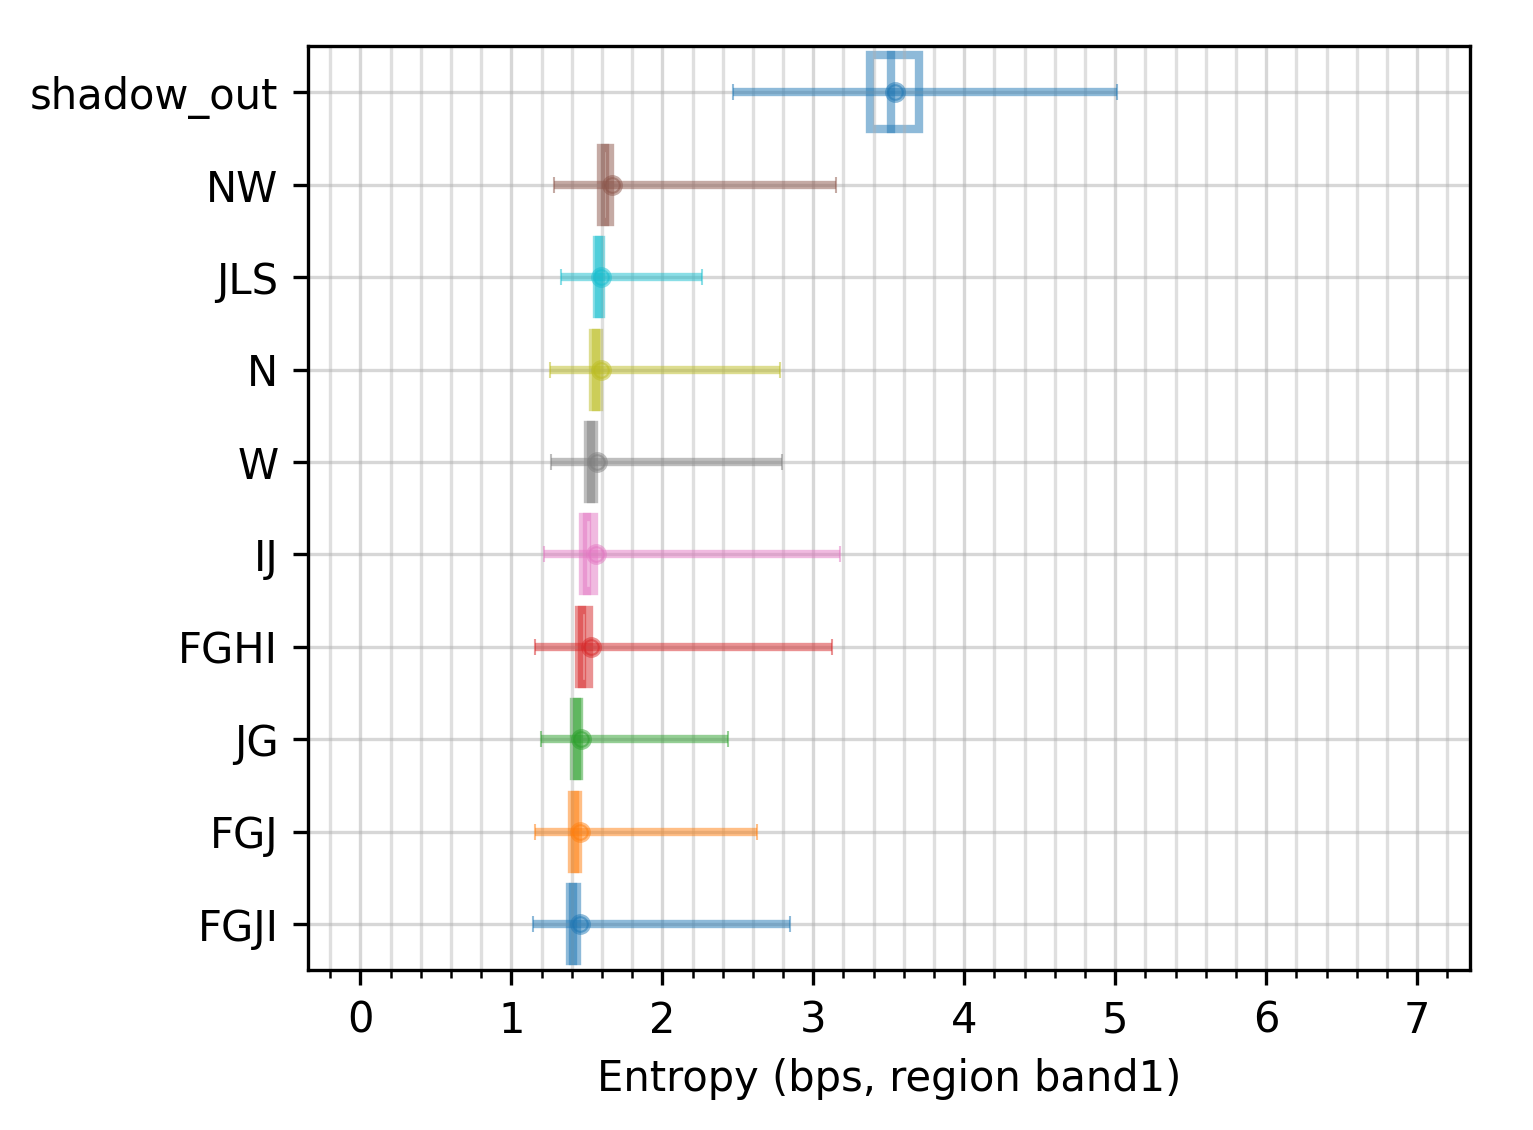 shadow_out
NW
JLS
N
W
IJ
FGHI
JG
FGJ
FGJI
0 1 2 3 4 5 6 7
Entropy (bps, region band1)